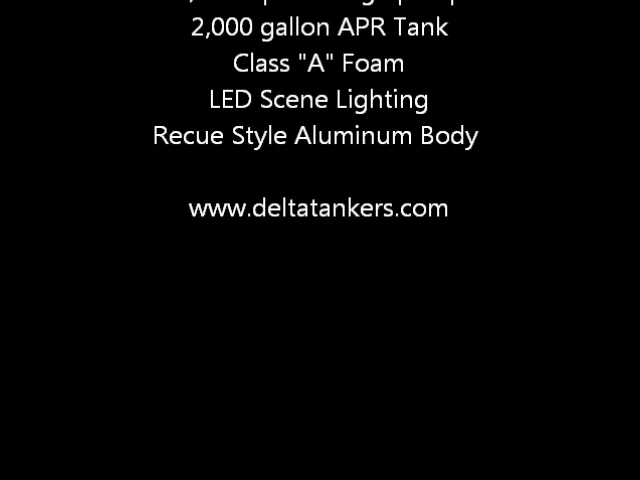 2,000 gallon APR Tank
Class "A" Foam
LED Scene Lighting
Recue Style Aluminum Body
www.deltatankers.com